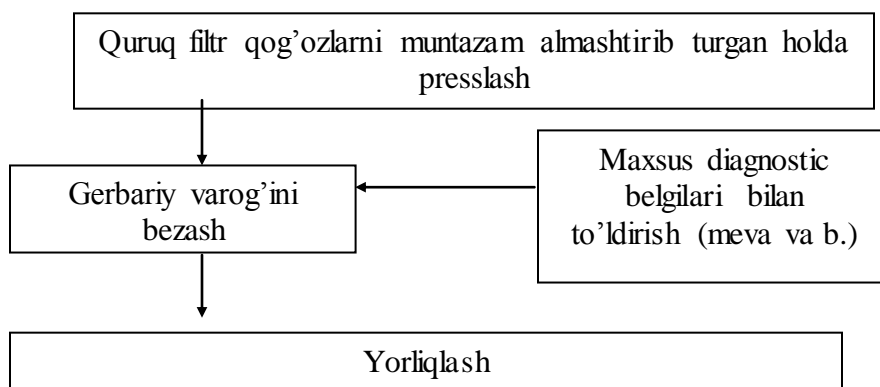 Quruq filtr qog’ozlarni muntazam almashtirib turgan holda
presslash
Gerbariy varog’ini
bezash
Maxsus diagnostic
belgilari bilan
to’ldirish (meva va b.)
Yorliqlash